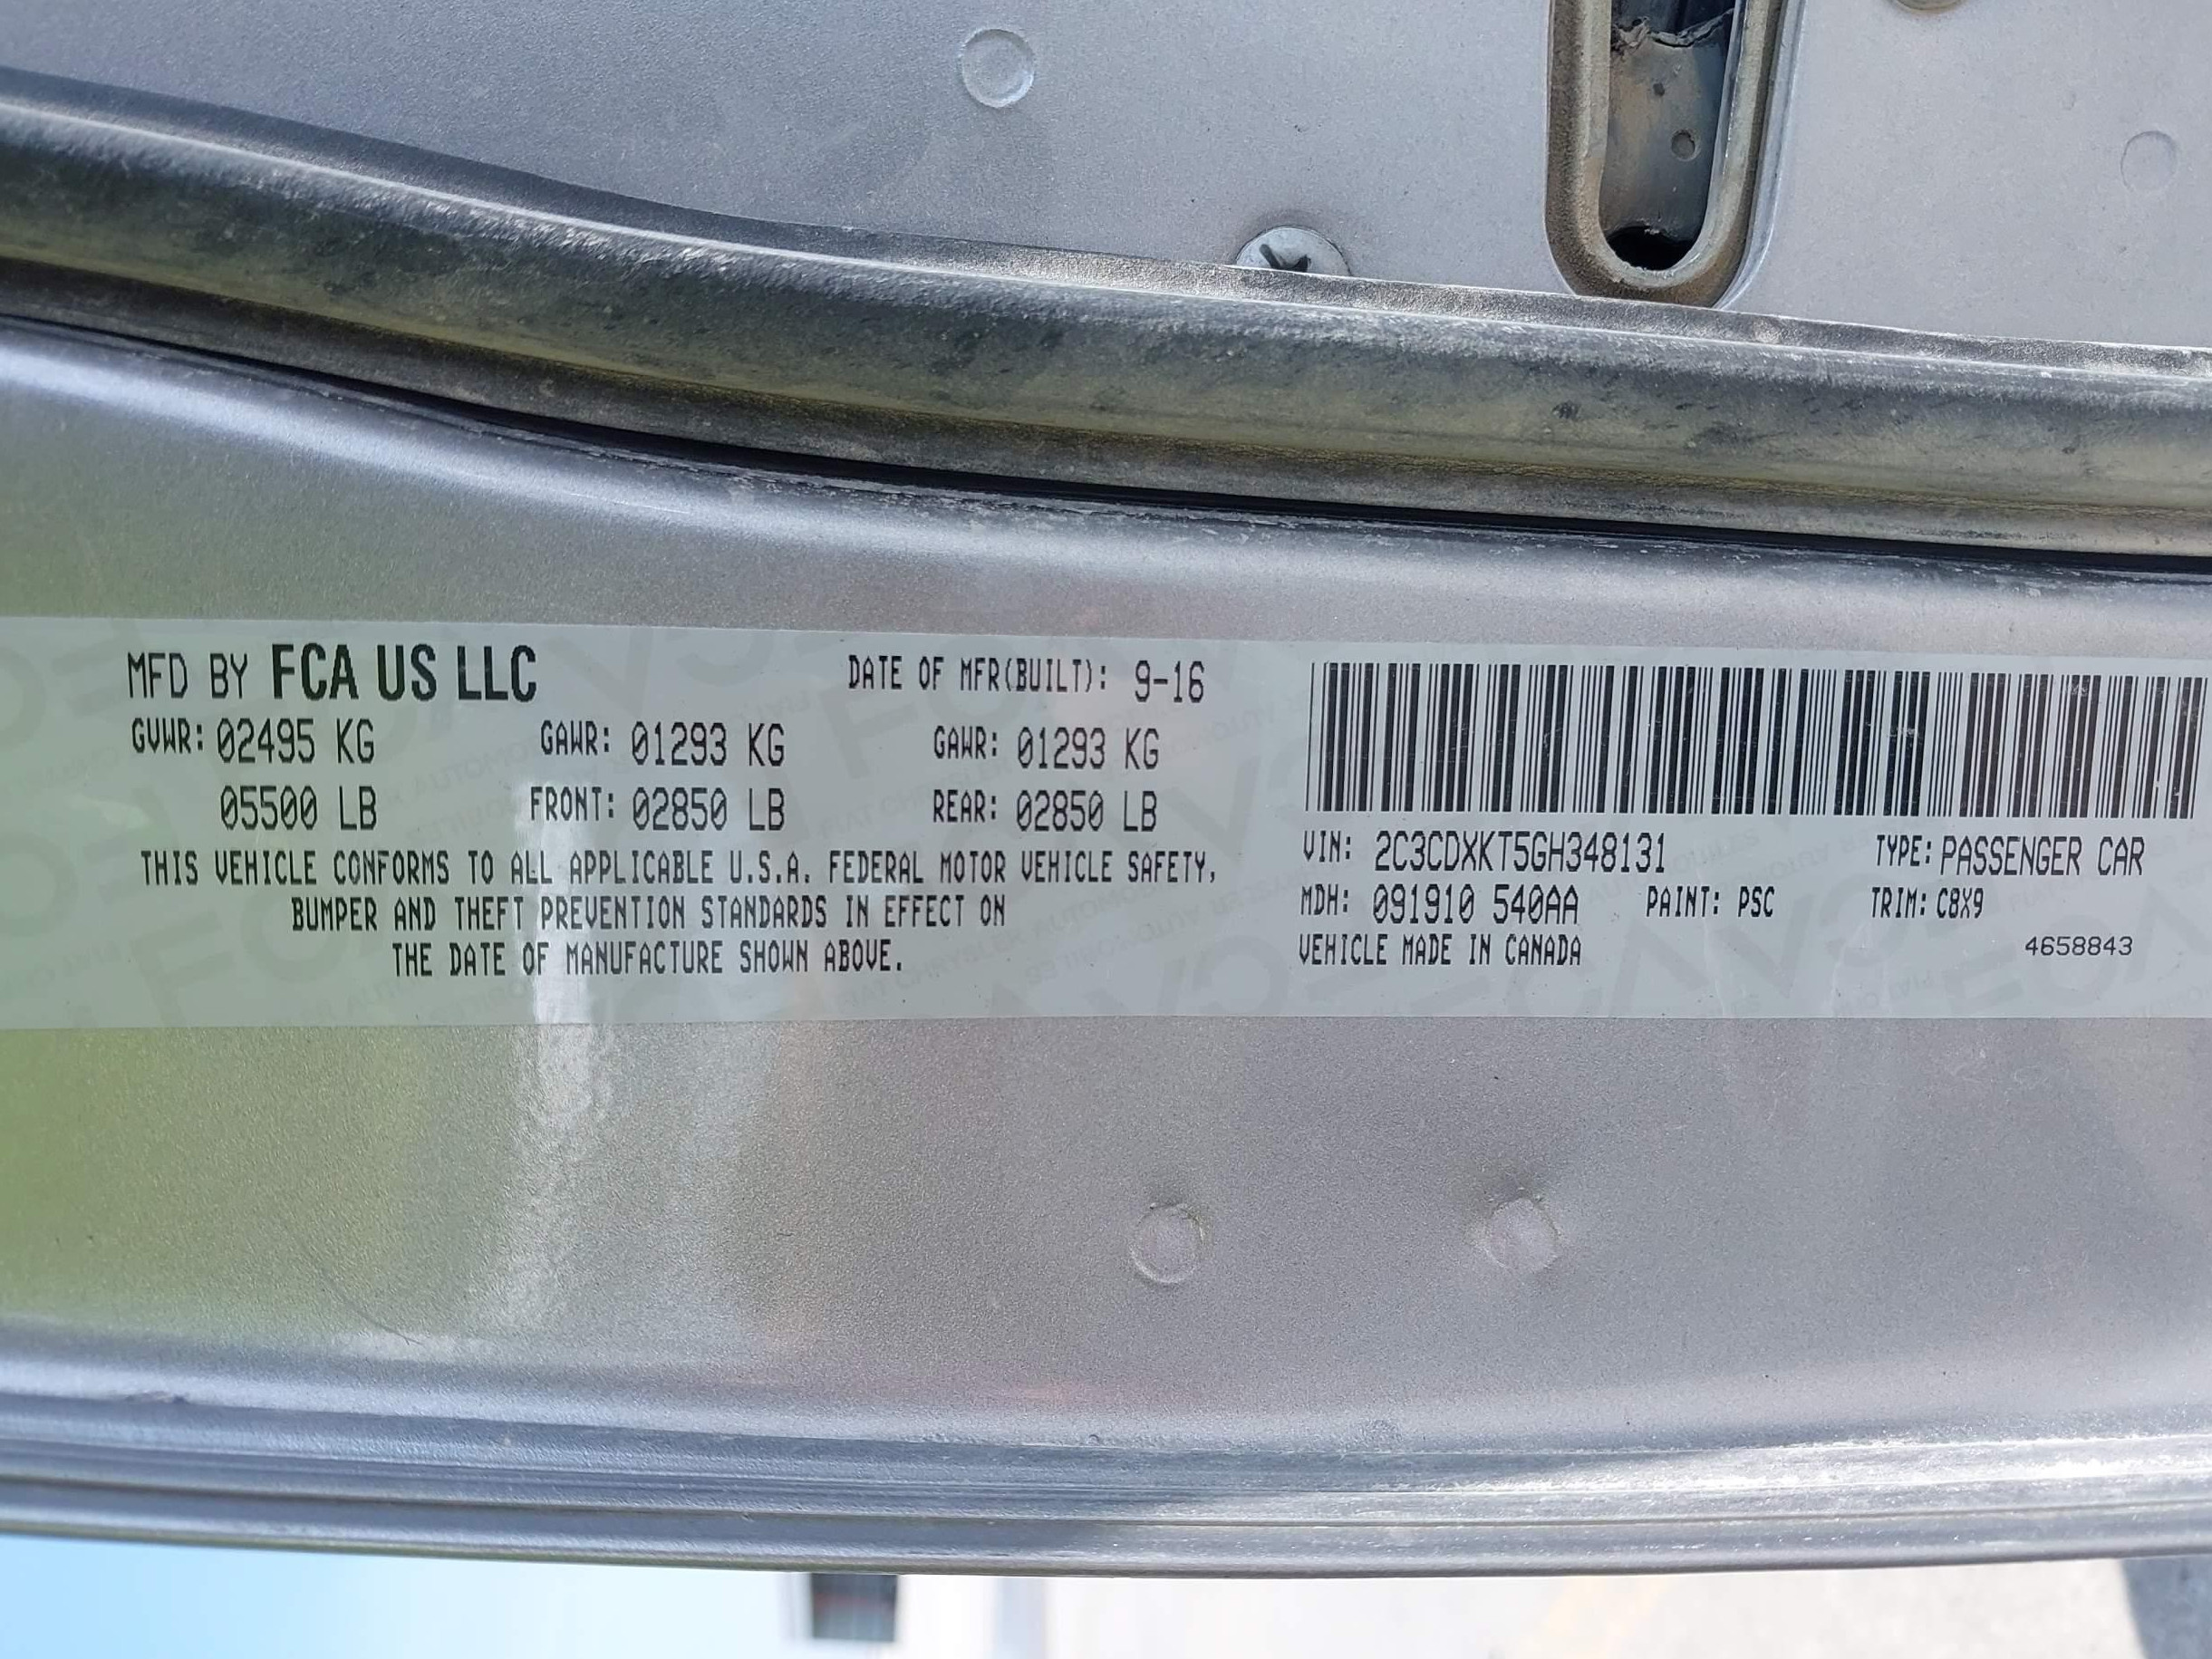 MFD BY FCA US LLC DATE OF MFR(BUILT): 9-16
GVWR: 02495 KG GAWR: 01293 KG GAWR: 01293 KG
05500 LB FRONT: 02850 LB REAR: 02850 LB
THIS VEHICLE CONFORMS TO ALL APPLICABLE U.S.A. FEDERAL MOTOR VEHICLE SAFETY,
BUMPER AND THEFT PREVENTION STANDARDS IN EFFECT ON
THE DATE OF MANUFACTURE SHOWN ABOVE.
VIN: 2C3CDXKT5GH348131 TYPE: PASSENGER CAR
MDH: 091910 540AA PAINT: PSC TRIM: C8X9
VEHICLE MADE IN CANADA 4658843